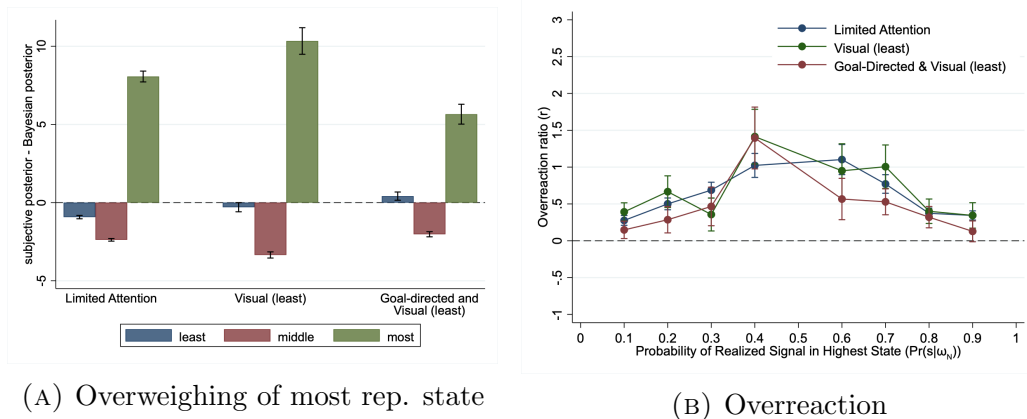 subjective posterior - Bayesian posterior
10
5
0
-5
Limited Attention
Visual (least)
Goal-directed and
Visual (least)
least
middle
most
(A) Overweighing of most rep. state
Overreaction ratio (r)
3
2.5
2
1.5
1
.5
0
-.5
-1
Limited Attention
Visual (least)
Goal-Directed & Visual (least)
0 0.1 0.2 0.3 0.4 0.5 0.6 0.7 0.8 0.9 1
Probability of Realized Signal in Highest State (Pr(s|ω_N))
(B) Overreaction